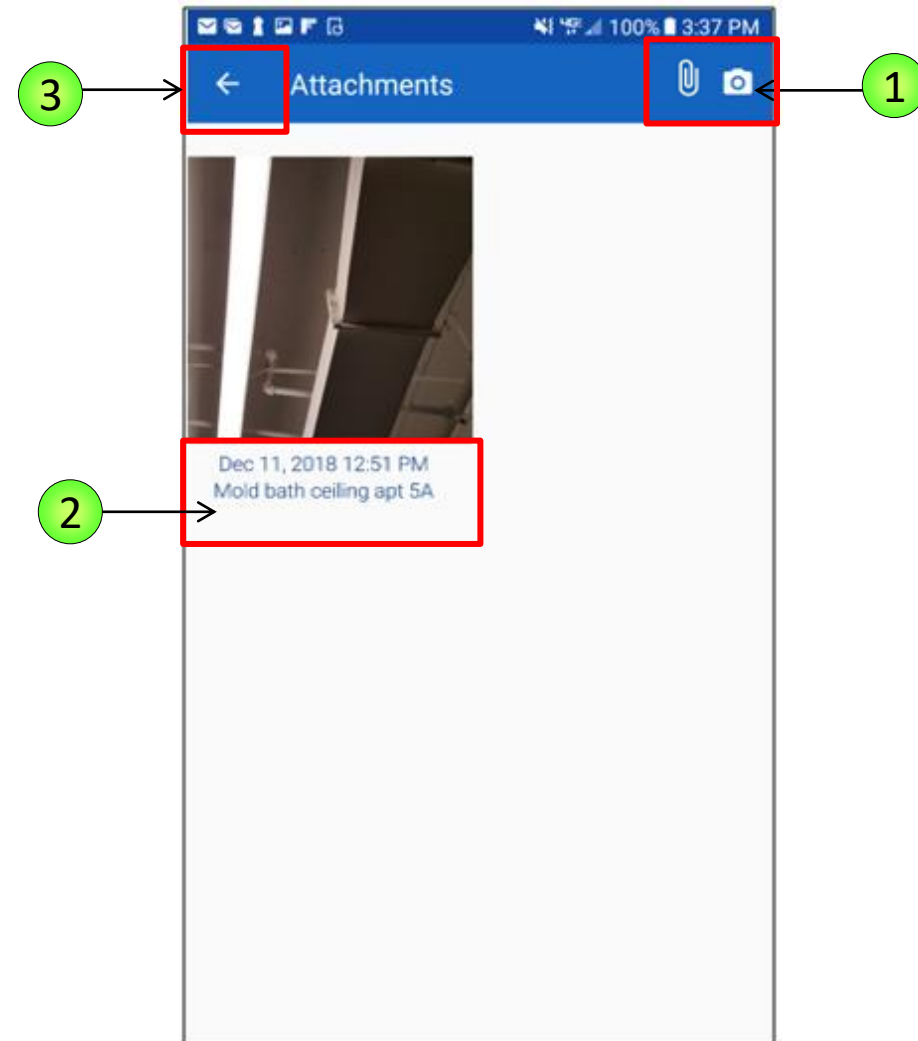 100% 3:37 PM
3
Attachments
1
Dec 11, 2018 12:51 PM
Mold bath ceiling apt 5A
2